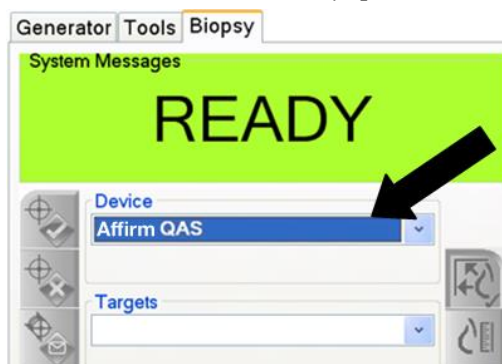 Generator Tools Biopsy
System Messages
READY
Device
Affirm QAS
Targets